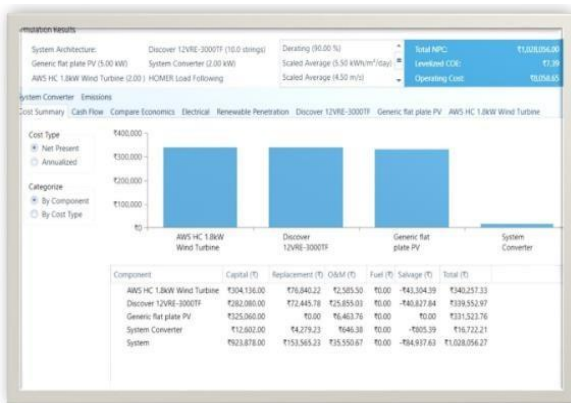 Simulation Results
System Architecture: Discover 12VRE-3000TF (10.0 strings) Derating (90.00 %) Total NPC: ₹1,028,056.00
Generic flat plate PV (5.00 kW) System Converter (2.00 kW) Scaled Average (5.50 kWh/m²/day) Levelized COE: ₹7.39
AWS HC 1.8kW Wind Turbine (2.00 ) HOMER Load Following Scaled Average (4.50 m/s) Operating Cost: ₹8,058.65
System Converter Emissions
Cost Summary Cash Flow Compare Economics Electrical Renewable Penetration Discover 12VRE-3000TF Generic flat plate PV AWS HC 1.8kW Wind Turbine
Cost Type
Net Present
Annualized
Categorize
By Component
By Cost Type
₹400,000
₹300,000
₹200,000
₹100,000
₹0
AWS HC 1.8kW Wind Turbine
Discover 12VRE-3000TF
Generic flat plate PV
System Converter
Component Capital (₹) Replacement (₹) O&M (₹) Fuel (₹) Salvage (₹) Total (₹)
AWS HC 1.8kW Wind Turbine ₹304,136.00 ₹76,840.22 ₹2,585.50 ₹0.00 -₹43,304.39 ₹340,257.33
Discover 12VRE-3000TF ₹282,080.00 ₹72,445.78 ₹25,855.03 ₹0.00 -₹40,827.84 ₹339,552.97
Generic flat plate PV ₹325,060.00 ₹0.00 ₹6,463.76 ₹0.00 ₹0.00 ₹331,523.76
System Converter ₹12,602.00 ₹4,279.23 ₹646.38 ₹0.00 -₹805.39 ₹16,722.21
System ₹923,878.00 ₹153,565.23 ₹35,550.67 ₹0.00 -₹84,937.63 ₹1,028,056.27